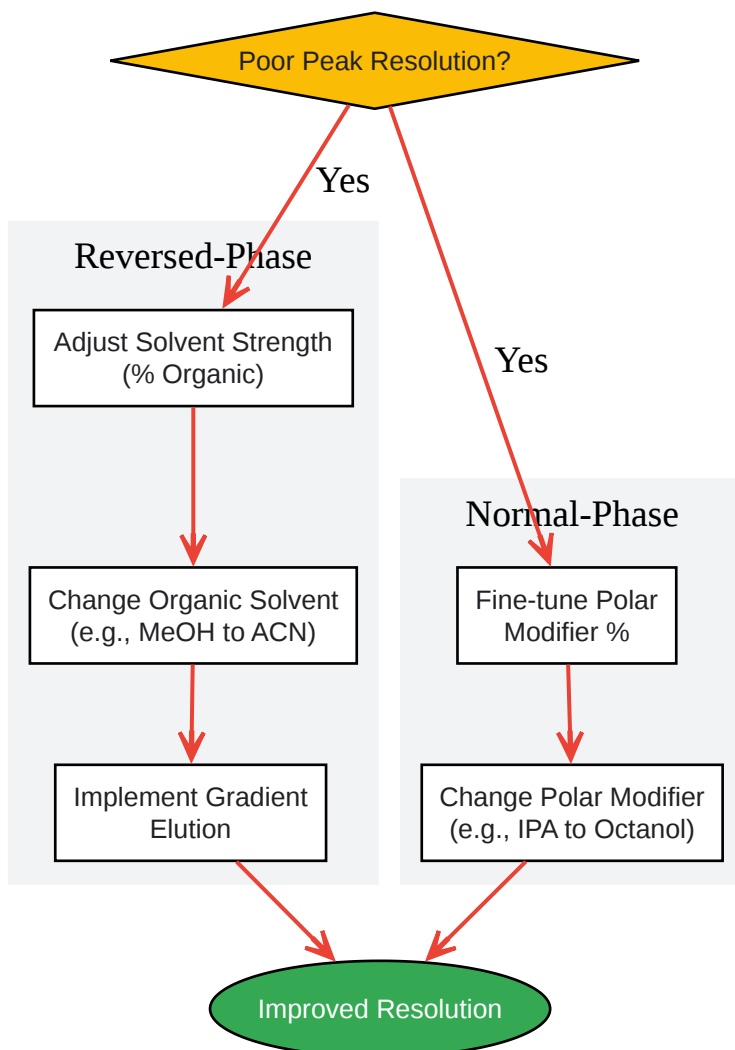 Poor Peak Resolution?
Yes
Reversed-Phase
Adjust Solvent Strength
(% Organic)
Yes
Change Organic Solvent
(e.g., MeOH to ACN)
Implement Gradient
Elution
Normal-Phase
Fine-tune Polar
Modifier %
Change Polar Modifier
(e.g., IPA to Octanol)
Improved Resolution